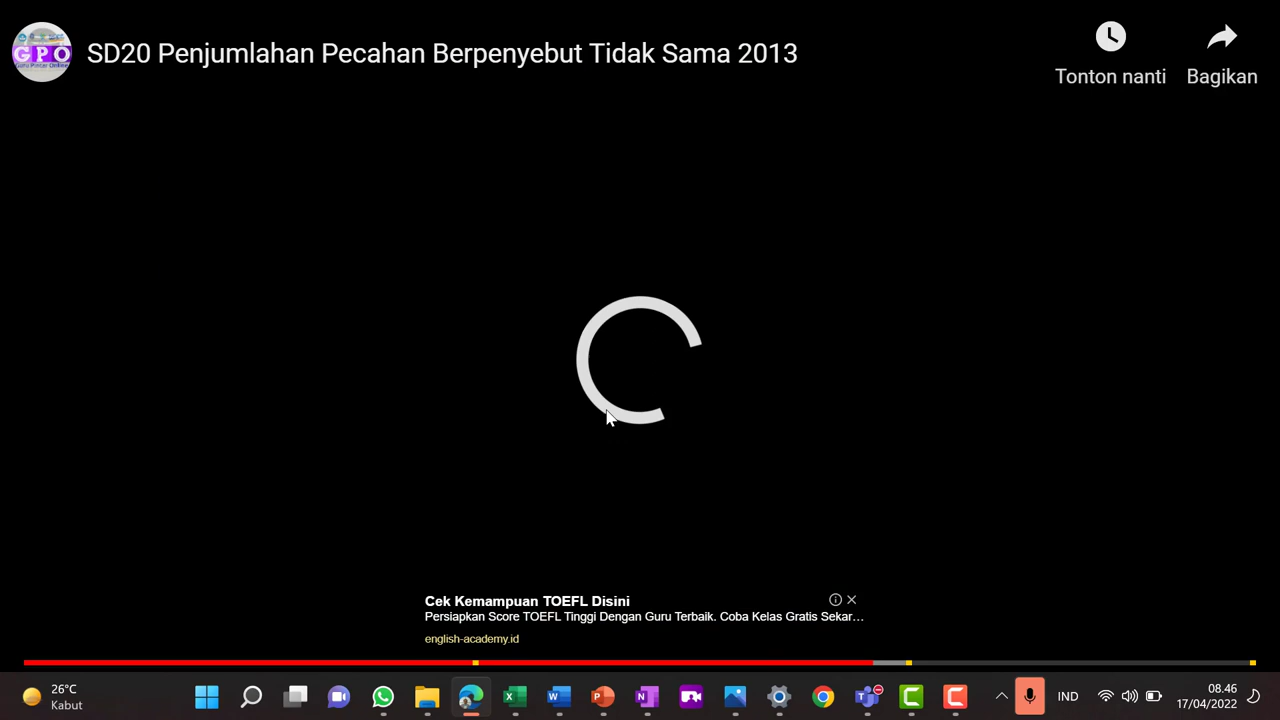 GPO
SD20 Penjumlahan Pecahan Berpenyebut Tidak Sama 2013
Tonton nanti
Bagikan
Cek Kemampuan TOEFL Disini
Persiapkan Score TOEFL Tinggi Dengan Guru Terbaik. Coba Kelas Gratis Sekar...
english-academy.id
26°C
Kabut
IND
08.46
17/04/2022